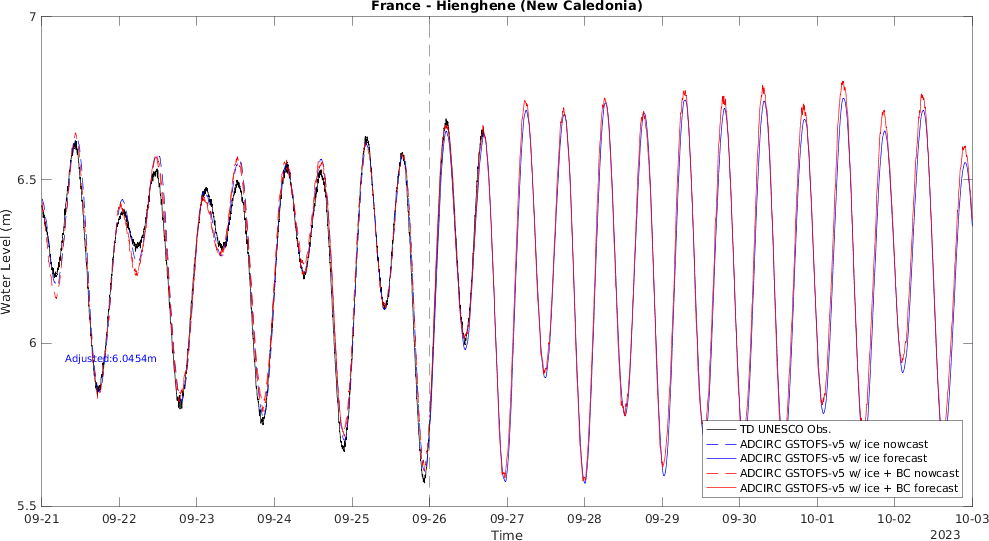 France - Hienghene (New Caledonia)
Water Level (m)
7
6.5
6
5.5
Adjusted:6.0454m
TD UNESCO Obs.
ADCIRC GSTOFS-v5 w/ ice nowcast
ADCIRC GSTOFS-v5 w/ ice forecast
ADCIRC GSTOFS-v5 w/ ice + BC nowcast
ADCIRC GSTOFS-v5 w/ ice + BC forecast
09-21 09-22 09-23 09-24 09-25 09-26 09-27 09-28 09-29 09-30 10-01 10-02 10-03
Time
2023